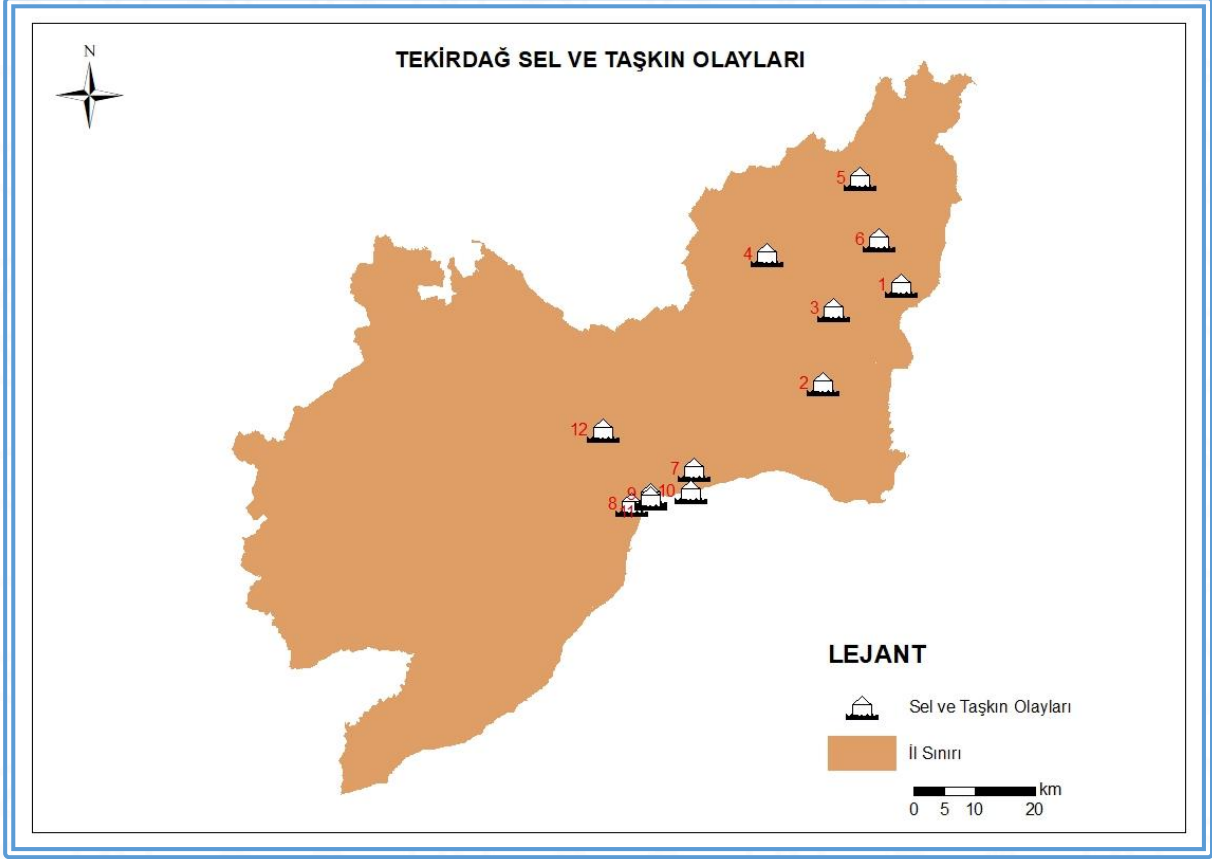 N
TEKİRDAĞ SEL VE TAŞKIN OLAYLARI
5
6
4
1
3
2
12
7
9
10
8
11
LEJANT
Sel ve Taşkın Olayları
İl Sınırı
km
0 5 10 20